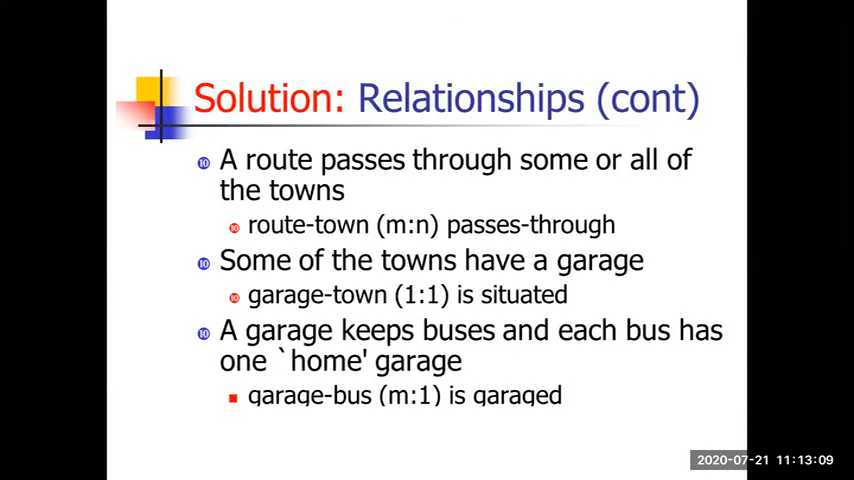 Solution: Relationships (cont)
A route passes through some or all of
the towns
route-town (m:n) passes-through
Some of the towns have a garage
garage-town (1:1) is situated
A garage keeps buses and each bus has
one `home' garage
garage-bus (m:1) is garaged
2020-07-21 11:13:09